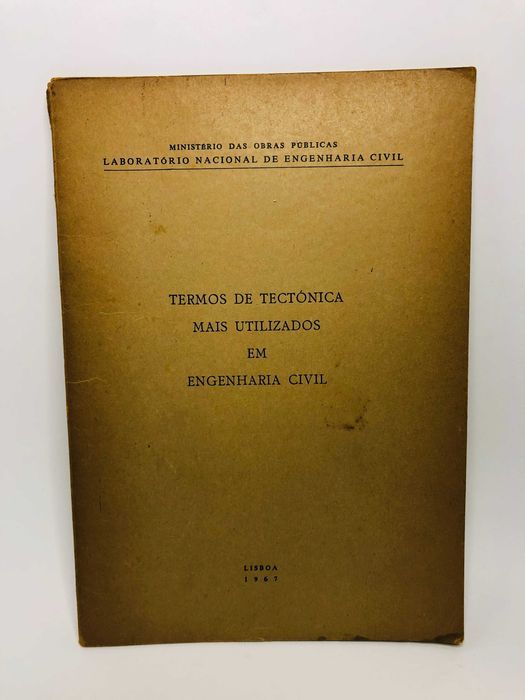 MINISTÉRIO DAS OBRAS PÚBLICAS
LABORATÓRIO NACIONAL DE ENGENHARIA CIVIL
TERMOS DE TECTÓNICA
MAIS UTILIZADOS
EM
ENGENHARIA CIVIL
LISBOA
1967